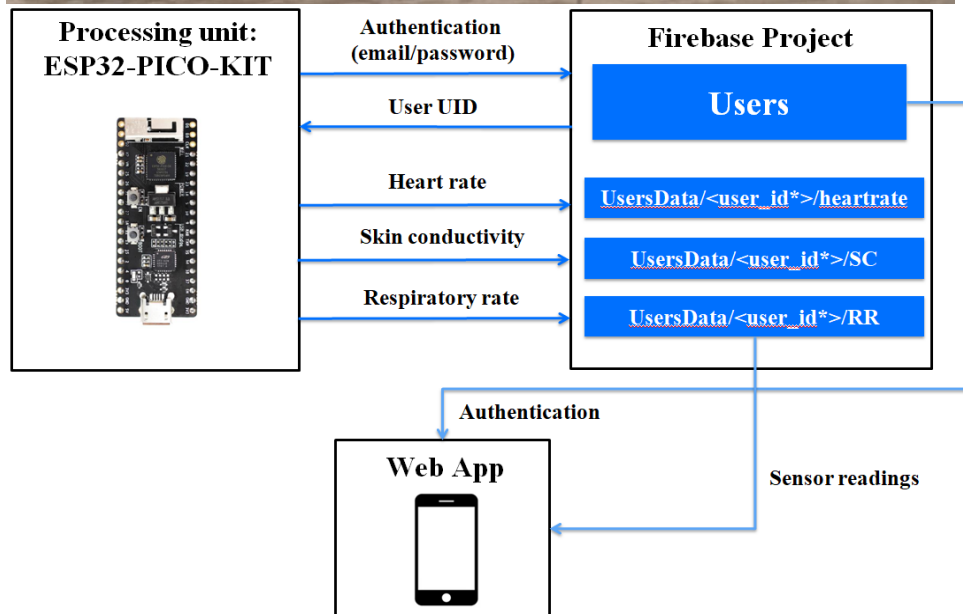 Processing unit:
ESP32-PICO-KIT
Authentication
(email/password)
User UID
Heart rate
Skin conductivity
Respiratory rate
Firebase Project
Users
UsersData/<user_id*>/heartrate
UsersData/<user_id*>/SC
UsersData/<user_id*>/RR
Authentication
Web App
Sensor readings